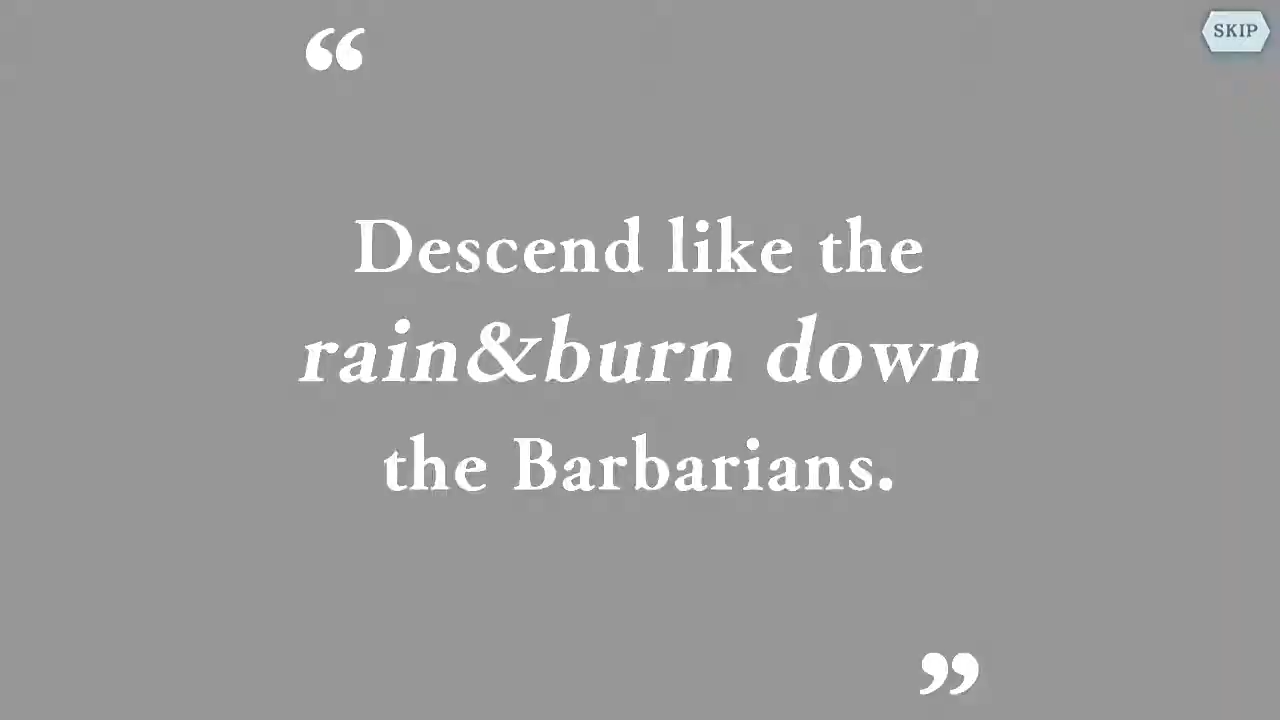 SKIP
“
Descend like the
rain&burn down
the Barbarians.
”